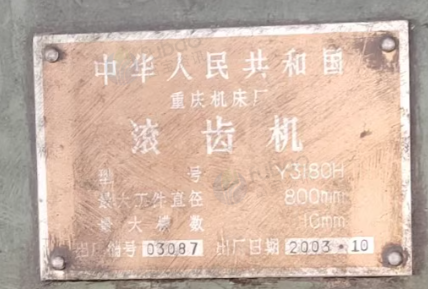 中华人民共和国
重庆机床厂
滚齿机
型号 Y3180H
最大工件直径 800mm
最大模数 10mm
出厂编号 03087 出厂日期 2003·10